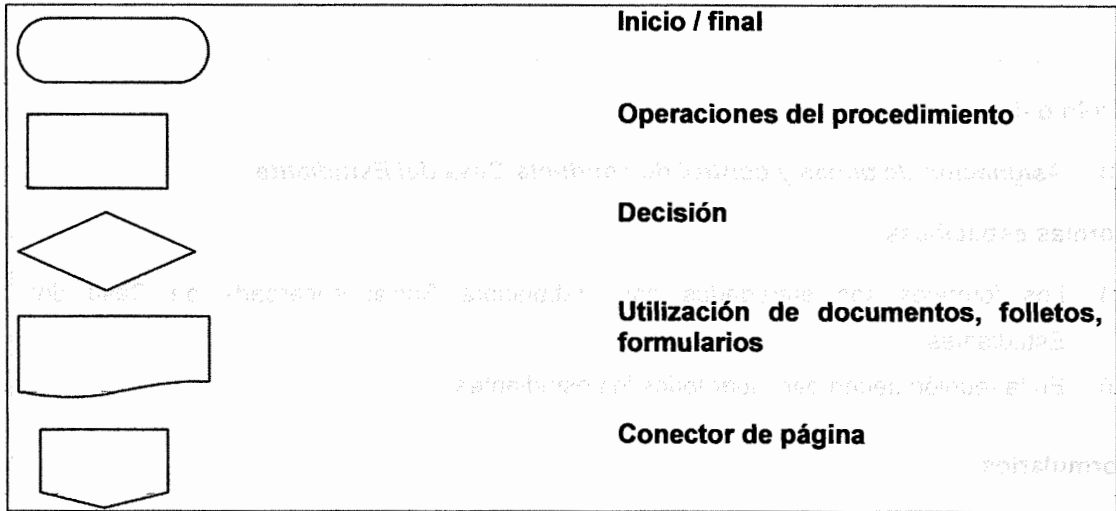 Inicio / final
Operaciones del procedimiento
Decisión
Utilización de documentos, folletos,
formularios
Conector de página